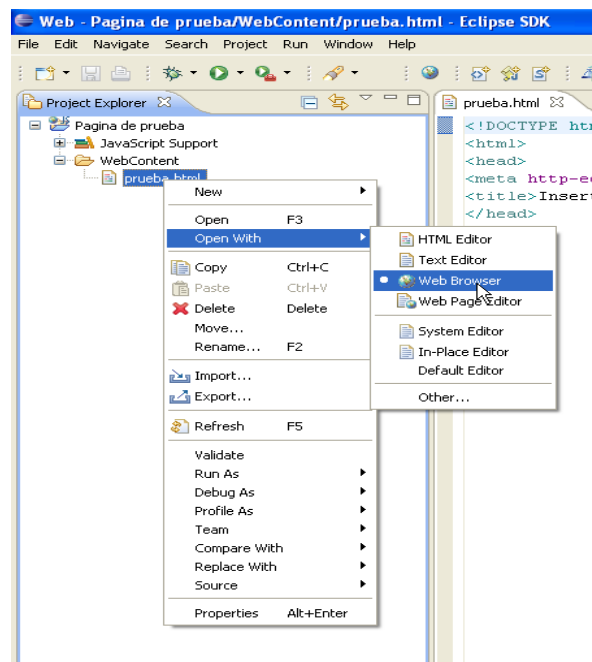 Web - Pagina de prueba/WebContent/prueba.html - Eclipse SDK
File Edit Navigate Search Project Run Window Help
Project Explorer
prueba.html
Pagina de prueba
JavaScript Support
WebContent
prueba.html
<!DOCTYPE ht
<html>
<head>
<meta http-e
<title>Inser
</head>
New
Open F3
Open With
Copy Ctrl+C
Paste Ctrl+V
Delete Delete
Move...
Rename... F2
Import...
Export...
Refresh F5
Validate
Run As
Debug As
Profile As
Team
Compare With
Replace With
Source
Properties Alt+Enter
HTML Editor
Text Editor
Web Browser
Web Page Editor
System Editor
In-Place Editor
Default Editor
Other...